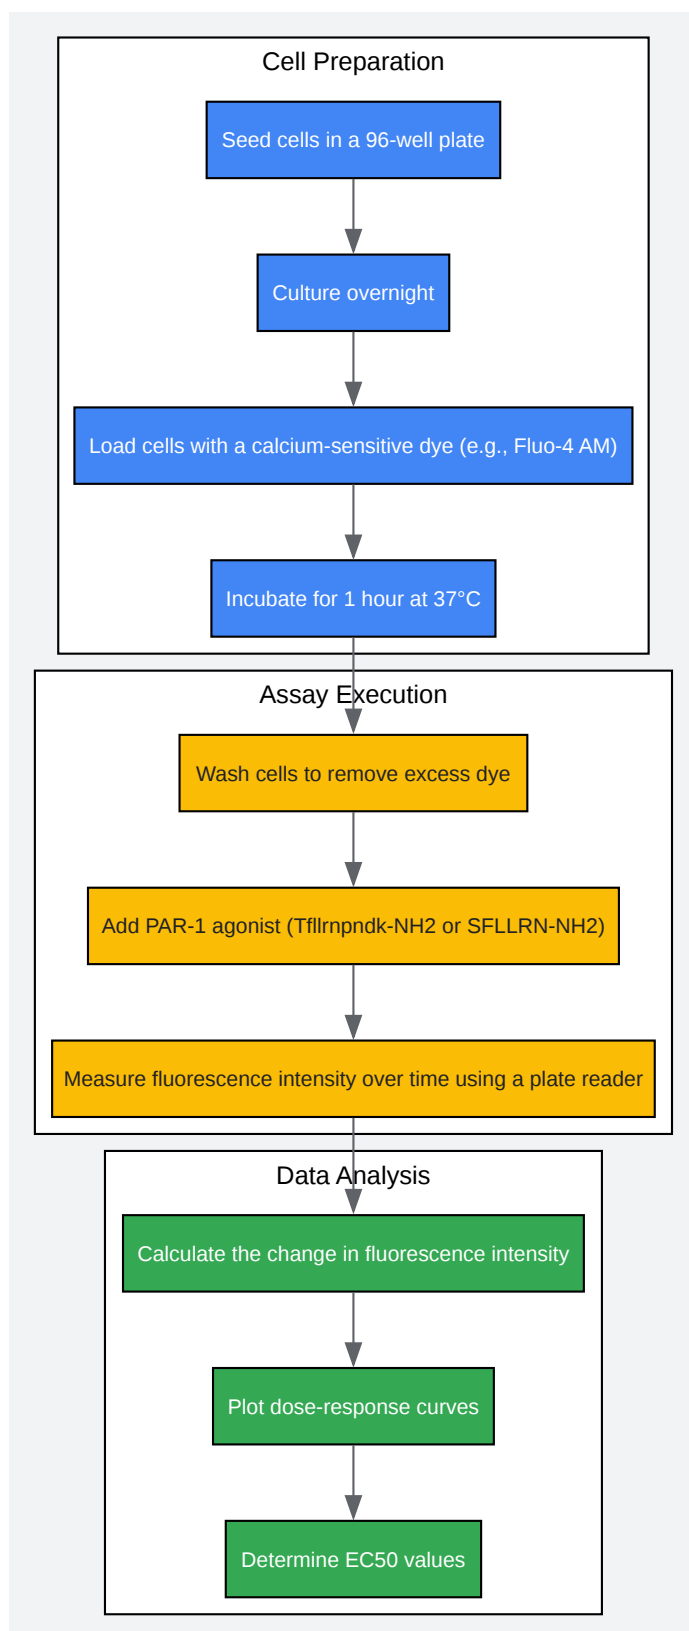 Cell Preparation
Seed cells in a 96-well plate
Culture overnight
Load cells with a calcium-sensitive dye (e.g., Fluo-4 AM)
Incubate for 1 hour at 37°C
Assay Execution
Wash cells to remove excess dye
Add PAR-1 agonist (Tfllrnpndk-NH2 or SFLLRN-NH2)
Measure fluorescence intensity over time using a plate reader
Data Analysis
Calculate the change in fluorescence intensity
Plot dose-response curves
Determine EC50 values